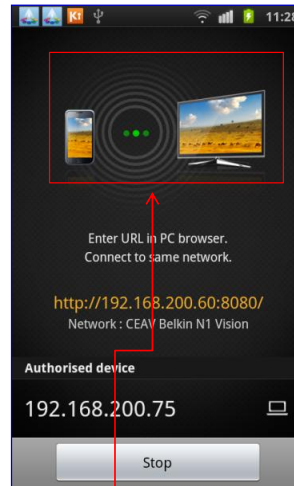 K↑ 11:28
Enter URL in PC browser.
Connect to same network.
http://192.168.200.60:8080/
Network : CEAV Belkin N1 Vision
Authorised device
192.168.200.75
Stop